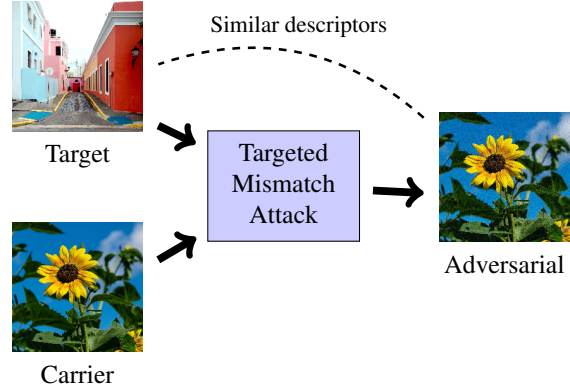 Similar descriptors
Target
Targeted
Mismatch
Attack
Adversarial
Carrier